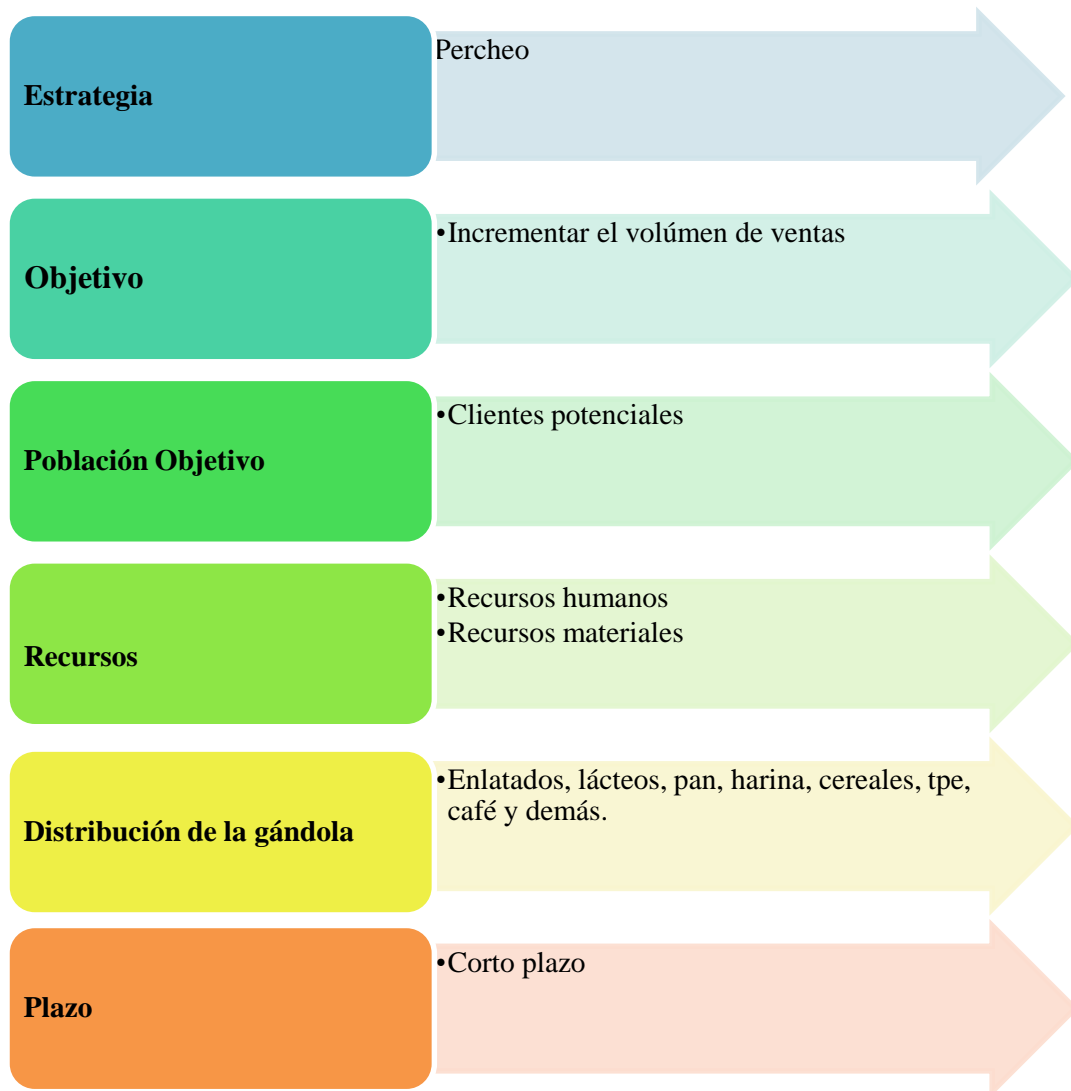 Estrategia
Percheo
Objetivo
•Incrementar el volúmen de ventas
Población Objetivo
•Clientes potenciales
Recursos
•Recursos humanos
•Recursos materiales
Distribución de la gándola
•Enlatados, lácteos, pan, harina, cereales, tpe,
café y demás.
Plazo
•Corto plazo